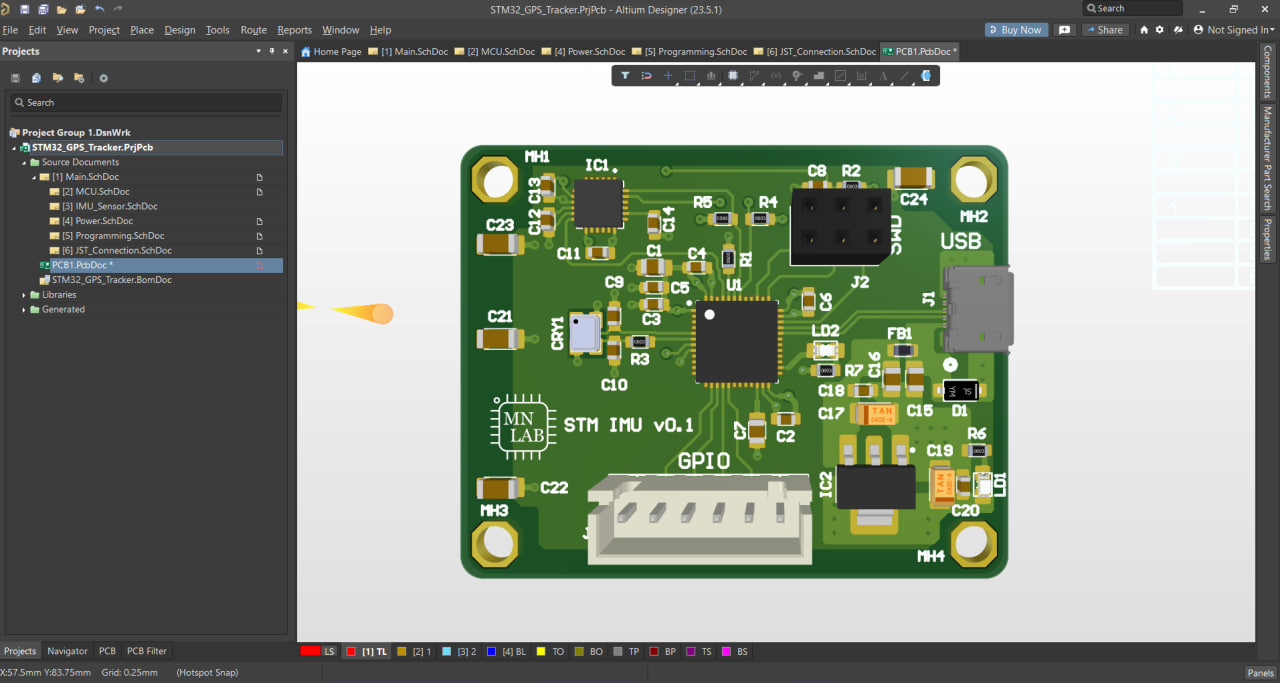 STM32_GPS_Tracker.PrjPcb - Altium Designer (23.5.1)
Search
File Edit View Project Place Design Tools Route Reports Window Help
Buy Now
Share
Not Signed In
Projects
Home Page
[1] Main.SchDoc
[2] MCU.SchDoc
[4] Power.SchDoc
[5] Programming.SchDoc
[6] JST_Connection.SchDoc
PCB1.PcbDoc *
Search
Project Group 1.DsnWrk
STM32_GPS_Tracker.PrjPcb
Source Documents
[1] Main.SchDoc
[2] MCU.SchDoc
[3] IMU_Sensor.SchDoc
[4] Power.SchDoc
[5] Programming.SchDoc
[6] JST_Connection.SchDoc
PCB1.PcbDoc *
STM32_GPS_Tracker.BomDoc
Libraries
Generated
Components
Manufacturer Part Search
Properties
MH1
IC1
C13
C12
C11
C14
C23
R5
R4
C8
R2
C24
MH2
SWD
J2
USB
J1
C1
C4
R1
C9
C5
C3
U1
C6
C21
CRY1
R3
C10
LD2
R7
FB1
C16
C18
C17
C15
D1
TAN
CASE-A
MN
LAB
STM IMU v0.1
C7
C2
GPIO
R6
C19
IC2
TAN
CASE-A
LD1
C20
C22
MH3
MH4
Projects Navigator PCB PCB Filter
LS [1] TL [2] 1 [3] 2 [4] BL TO BO TP BP TS BS
X:57.5mm Y:83.75mm Grid: 0.25mm (Hotspot Snap)
Panels